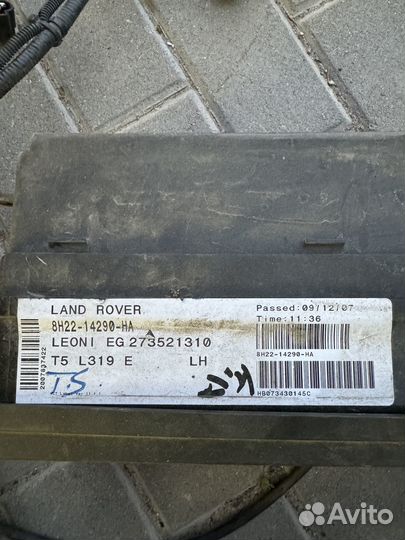 LAND ROVER
8H22-14290-HA
LEONI EG 273521310
T5 L319 E LH
T5
Passed: 09/12/07
Time: 11:36
8H22-14290-HA
HB073430145C
Avito